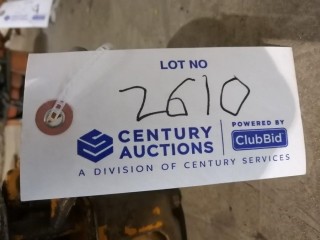 LOT NO
2610
CENTURY AUCTIONS
POWERED BY
ClubBid
A DIVISION OF CENTURY SERVICES